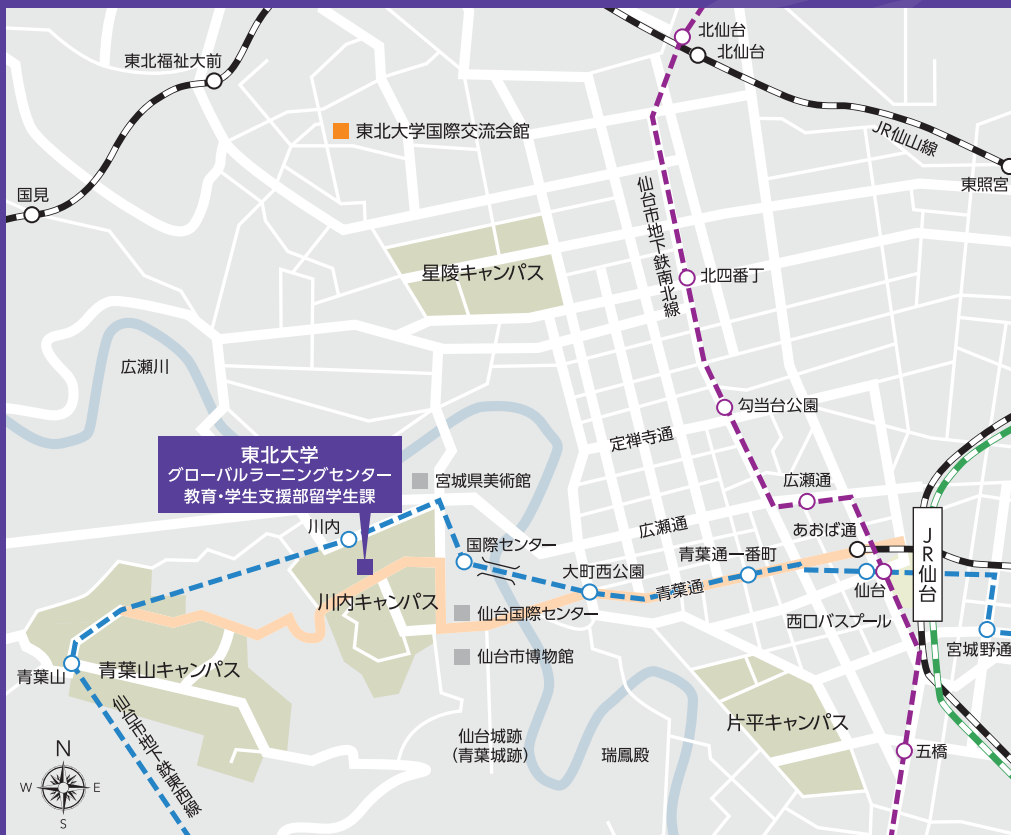 北仙台
北仙台
東北福祉大前
東北大学国際交流会館
JR仙山線
東照宮
国見
仙台市地下鉄南北線
星陵キャンパス
北四番丁
広瀬川
勾当台公園
定禅寺通
東北大学
グローバルラーニングセンター
教育・学生支援部留学生課
宮城県美術館
広瀬通
川内
広瀬通
あおば通
JR仙台
国際センター
青葉通一番町
大町西公園
青葉通
仙台
川内キャンパス
仙台国際センター
西口バスプール
宮城野通
仙台市博物館
青葉山
青葉山キャンパス
仙台市地下鉄東西線
片平キャンパス
仙台城跡
（青葉城跡）
瑞鳳殿
五橋
N
W
E
S